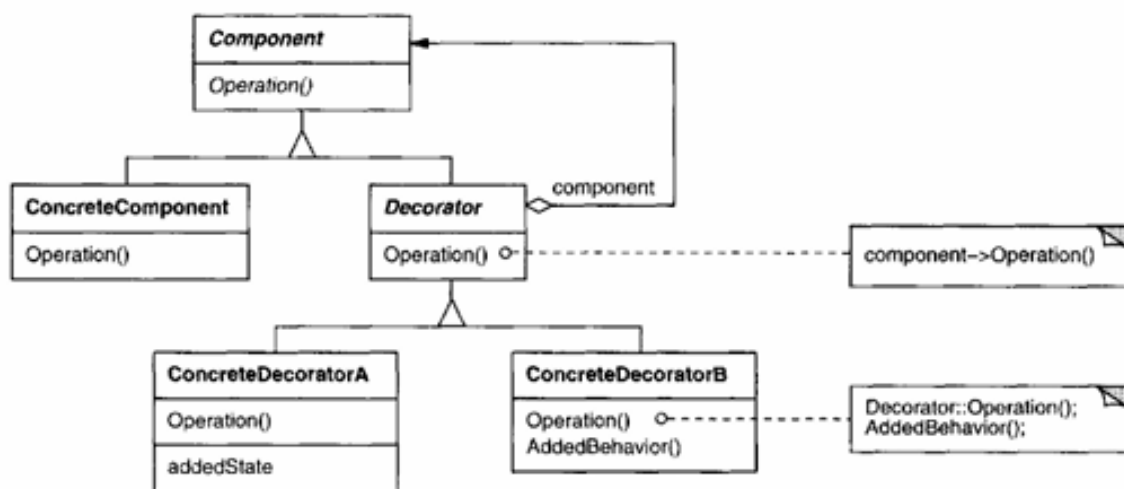 Component
Operation()
ConcreteComponent
Operation()
Decorator
Operation()
component
component->Operation()
ConcreteDecoratorA
Operation()
addedState
ConcreteDecoratorB
Operation()
AddedBehavior()
Decorator::Operation();
AddedBehavior();